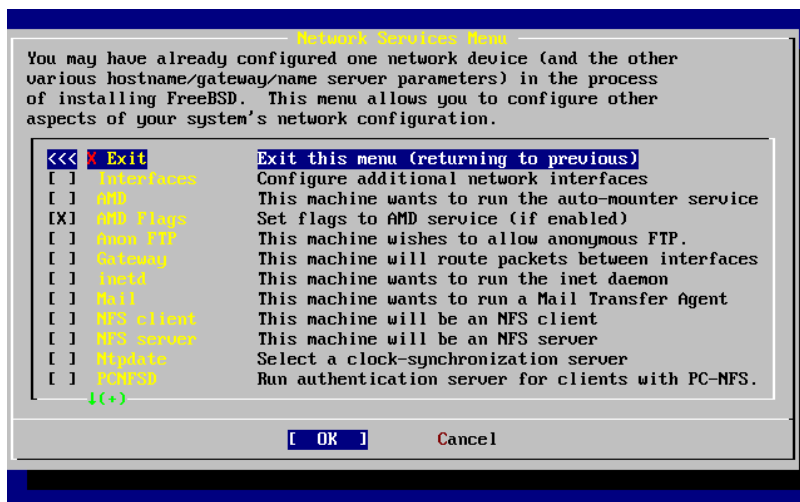 Network Services Menu
You may have already configured one network device (and the other
various hostname/gateway/name server parameters) in the process
of installing FreeBSD.  This menu allows you to configure other
aspects of your system's network configuration.
<<< X Exit Exit this menu (returning to previous)
[ ] Interfaces Configure additional network interfaces
[ ] AMD This machine wants to run the auto-mounter service
[X] AMD Flags Set flags to AMD service (if enabled)
[ ] Anon FTP This machine wishes to allow anonymous FTP.
[ ] Gateway This machine will route packets between interfaces
[ ] inetd This machine wants to run the inet daemon
[ ] Mail This machine wants to run a Mail Transfer Agent
[ ] NFS client This machine will be an NFS client
[ ] NFS server This machine will be an NFS server
[ ] Ntpdate Select a clock-synchronization server
[ ] PCNFSD Run authentication server for clients with PC-NFS.
↓(+)
[ OK ] Cancel